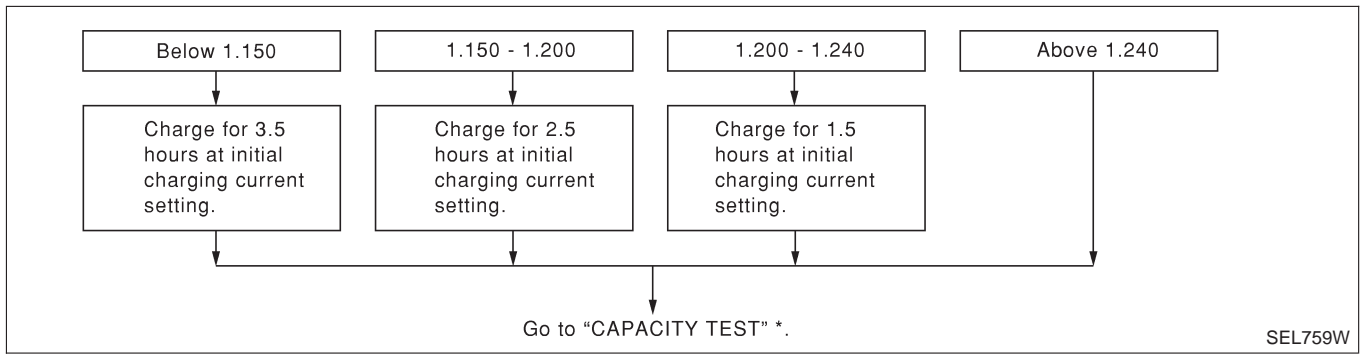 Below 1.150
1.150 - 1.200
1.200 - 1.240
Above 1.240
Charge for 3.5
hours at initial
charging current
setting.
Charge for 2.5
hours at initial
charging current
setting.
Charge for 1.5
hours at initial
charging current
setting.
Go to “CAPACITY TEST” *.
SEL759W